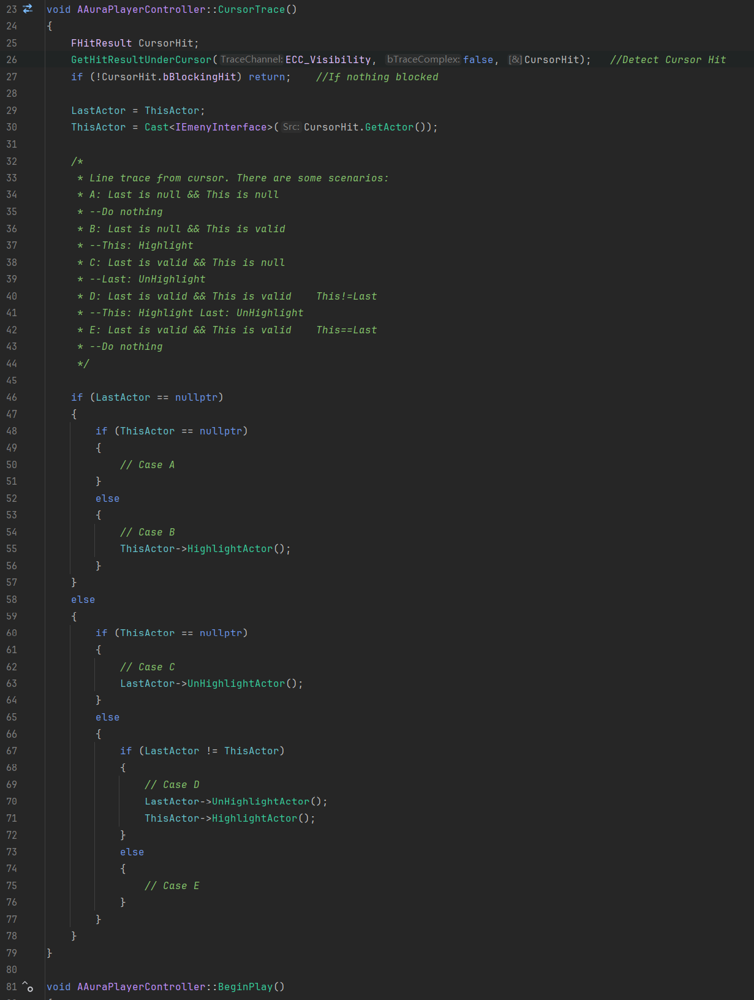 23 void AAuraPlayerController::CursorTrace()
24 {
25 FHitResult CursorHit;
26 GetHitResultUnderCursor( TraceChannel: ECC_Visibility, bTraceComplex: false, [&] CursorHit); //Detect Cursor Hit
27 if (!CursorHit.bBlockingHit) return; //If nothing blocked
28
29 LastActor = ThisActor;
30 ThisActor = Cast<IEmenyInterface>( Src: CursorHit.GetActor());
31
32 /*
33 * Line trace from cursor. There are some scenarios:
34 * A: Last is null && This is null
35 * --Do nothing
36 * B: Last is null && This is valid
37 * --This: Highlight
38 * C: Last is valid && This is null
39 * --Last: UnHighlight
40 * D: Last is valid && This is valid This!=Last
41 * --This: Highlight Last: UnHighlight
42 * E: Last is valid && This is valid This==Last
43 * --Do nothing
44 */
45
46 if (LastActor == nullptr)
47 {
48 if (ThisActor == nullptr)
49 {
50 // Case A
51 }
52 else
53 {
54 // Case B
55 ThisActor->HighlightActor();
56 }
57 }
58 else
59 {
60 if (ThisActor == nullptr)
61 {
62 // Case C
63 LastActor->UnHighlightActor();
64 }
65 else
66 {
67 if (LastActor != ThisActor)
68 {
69 // Case D
70 LastActor->UnHighlightActor();
71 ThisActor->HighlightActor();
72 }
73 else
74 {
75 // Case E
76 }
77 }
78 }
79 }
80
81 void AAuraPlayerController::BeginPlay()